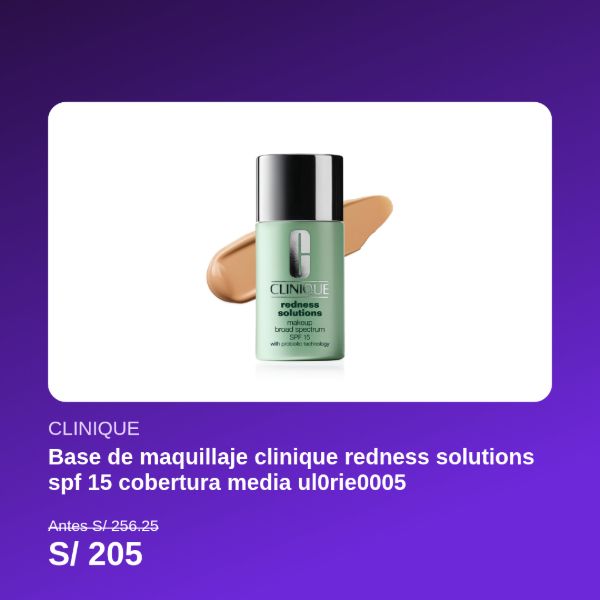 CLINIQUE
redness
solutions
makeup
broad spectrum
SPF 15
with probiotic technology
CLINIQUE
Base de maquillaje clinique redness solutions
spf 15 cobertura media ul0rie0005
Antes S/ 256.25
S/ 205